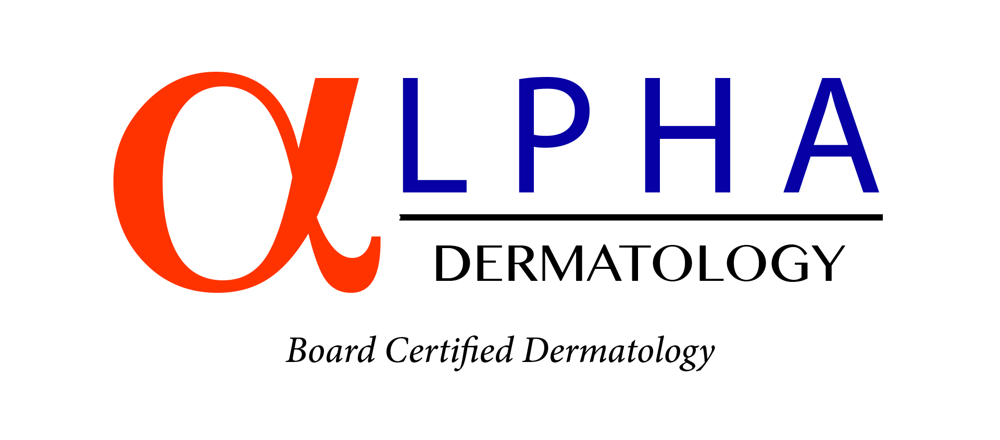 αLPHA
DERMATOLOGY
Board Certified Dermatology